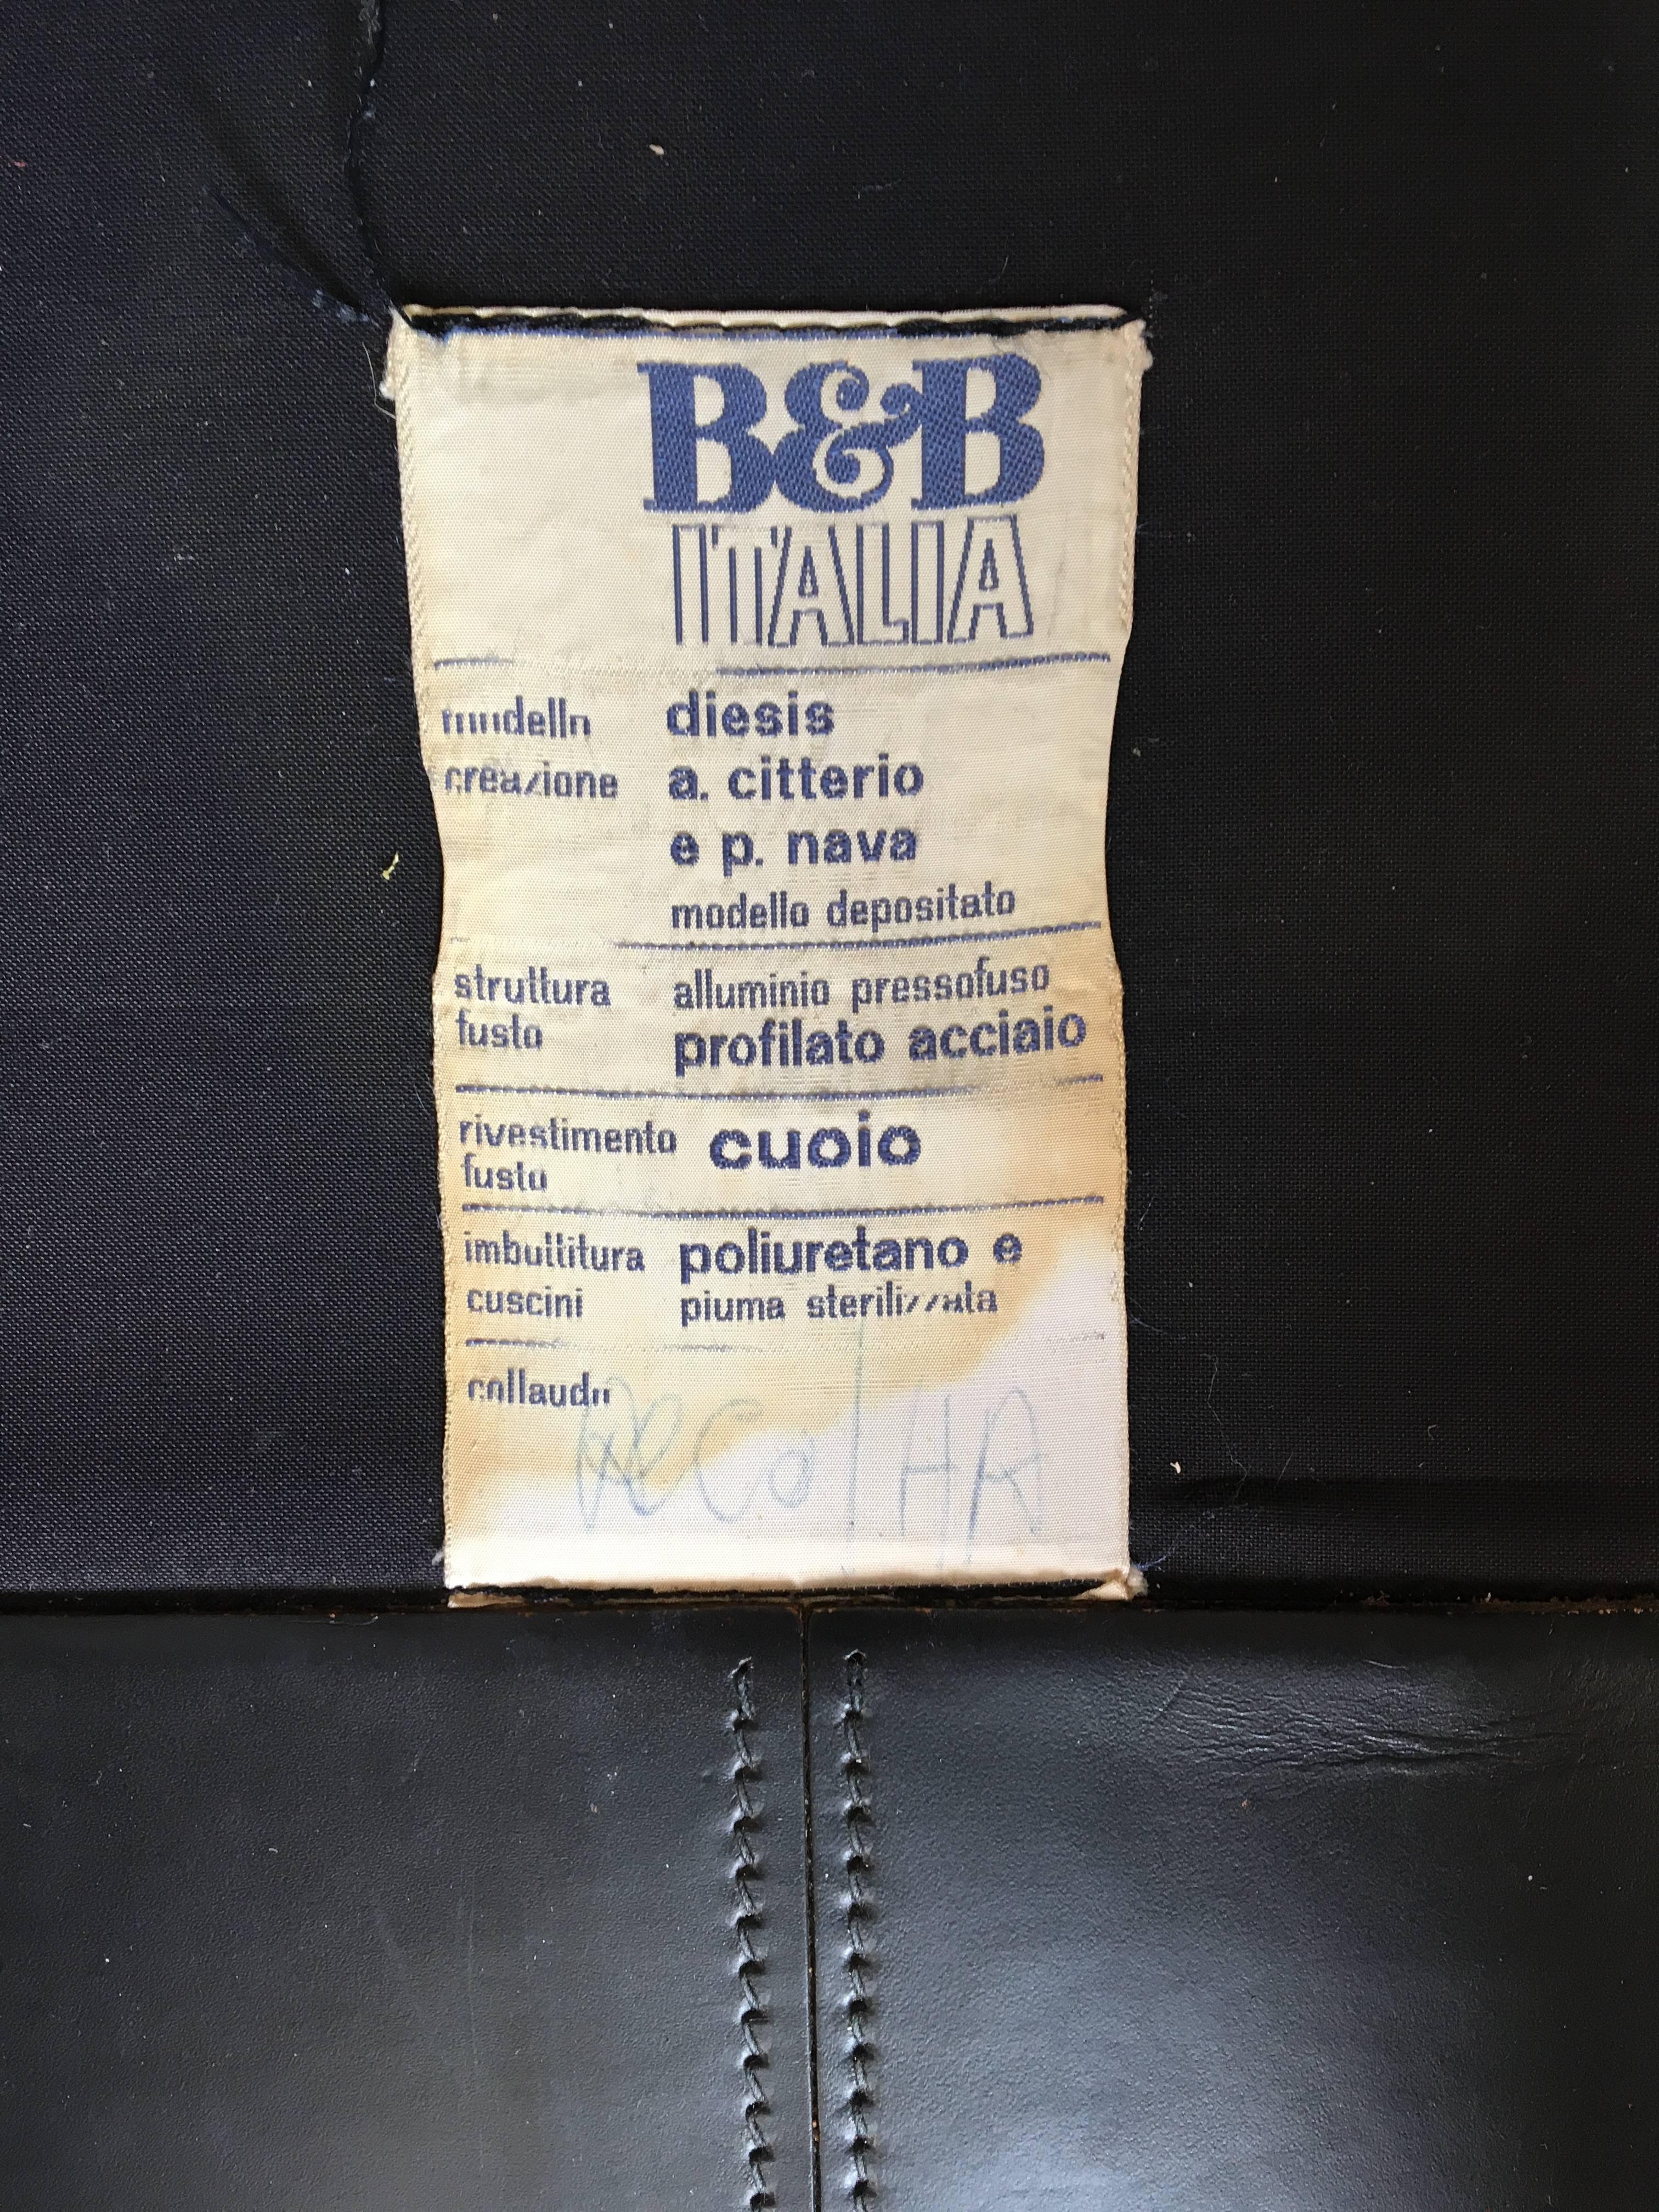 B&B
ITALIA
modello diesis
creazione a. citterio
e p. nava
modello depositato
struttura alluminio pressofuso
fusto profilato acciaio
rivestimento cuoio
fusto
imbottitura poliuretano e
cuscini piuma sterilizzata
collaudo